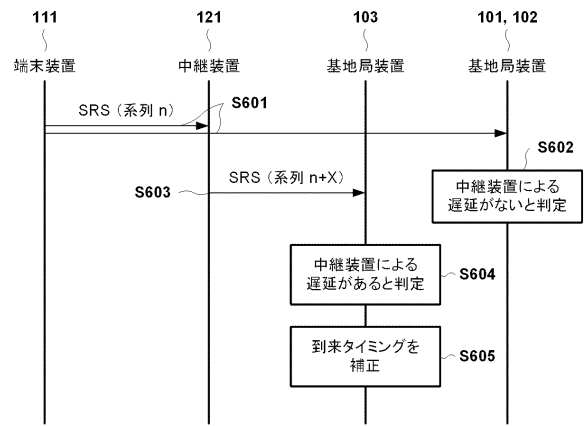 111
121
103
101, 102
端末装置
中継装置
基地局装置
基地局装置
SRS (系列 n)
S601
S602
中継装置による
遅延がないと判定
S603
SRS (系列 n+X)
中継装置による
遅延があると判定
S604
到来タイミングを
補正
S605